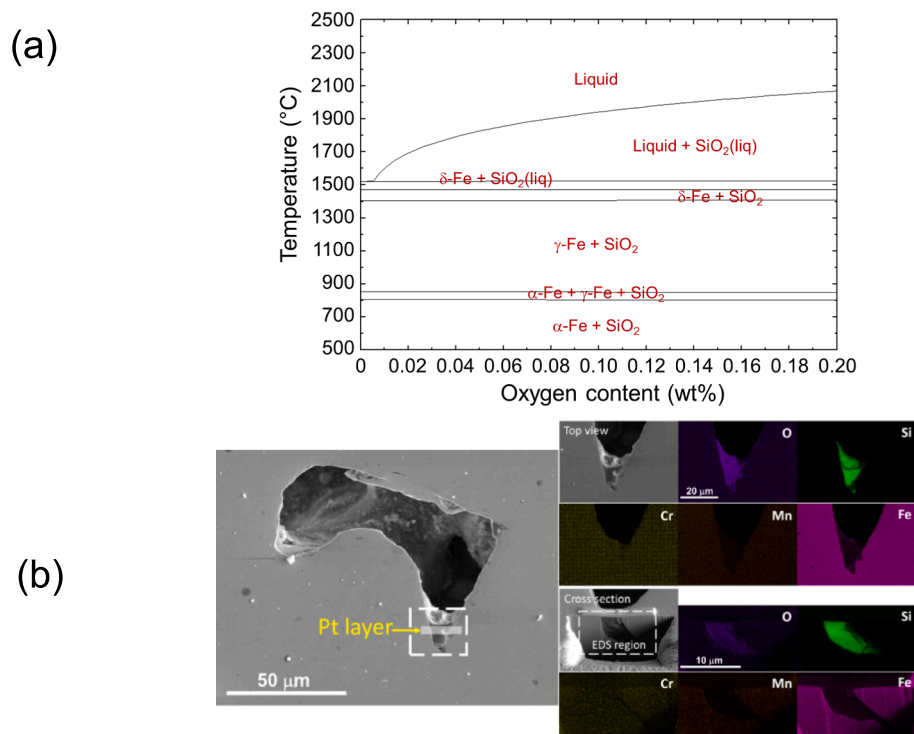 (a)
2500
2100
1700
1500
1300
1100
900
700
500
Temperature (°C)
Liquid
Liquid + SiO₂(liq)
δ-Fe + SiO₂(liq)
δ-Fe + SiO₂
γ-Fe + SiO₂
α-Fe + γ-Fe + SiO₂
α-Fe + SiO₂
0 0.02 0.04 0.06 0.08 0.10 0.12 0.14 0.16 0.18 0.20
Oxygen content (wt%)
(b)
Pt layer
50 μm
Top view
O
Si
20 μm
Cr
Mn
Fe
Cross section
EDS region
O
Si
10 μm
Cr
Mn
Fe